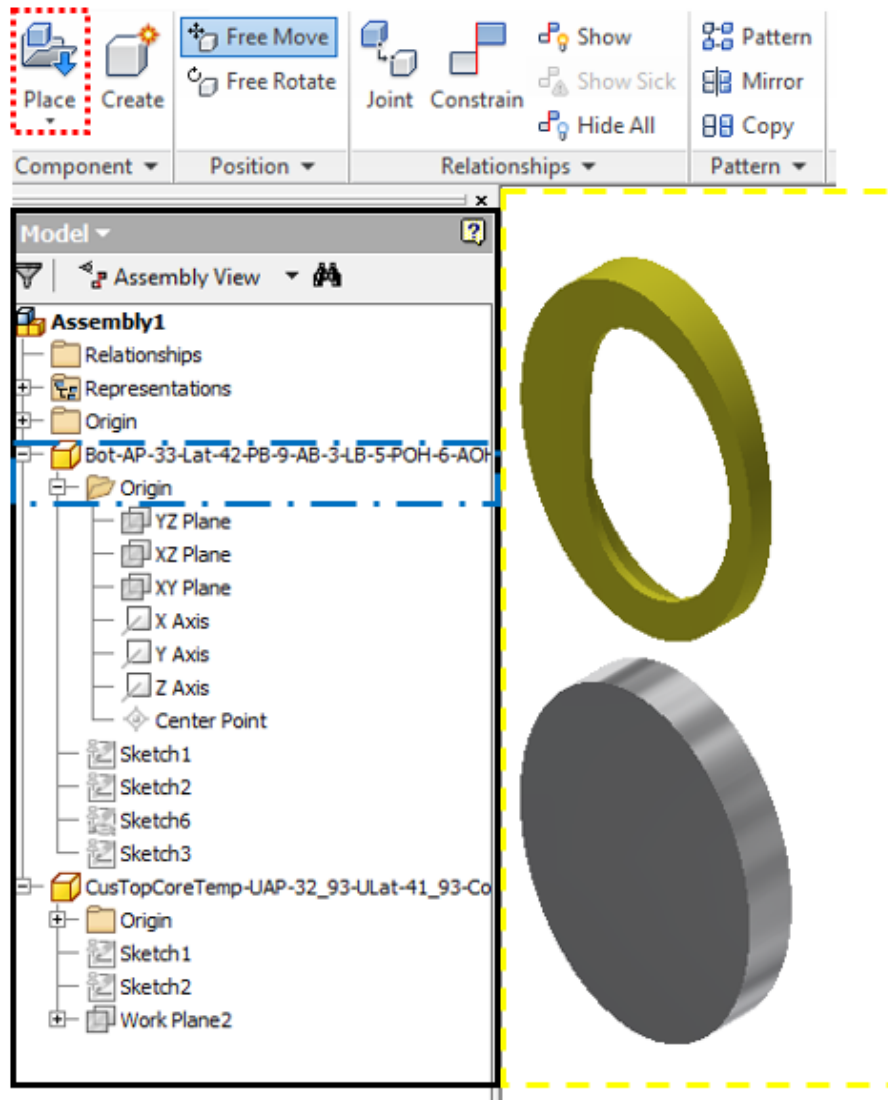 Place
Create
Free Move
Free Rotate
Joint
Constrain
Show
Show Sick
Hide All
Pattern
Mirror
Copy
Component
Position
Relationships
Pattern
Model
Assembly View
Assembly1
Relationships
Representations
Origin
Bot-AP-33-Lat-42-PB-9-AB-3-LB-5-POH-6-AOH
Origin
YZ Plane
XZ Plane
XY Plane
X Axis
Y Axis
Z Axis
Center Point
Sketch1
Sketch2
Sketch6
Sketch3
CusTopCoreTemp-UAP-32_93-ULat-41_93-Co
Origin
Sketch1
Sketch2
Work Plane2